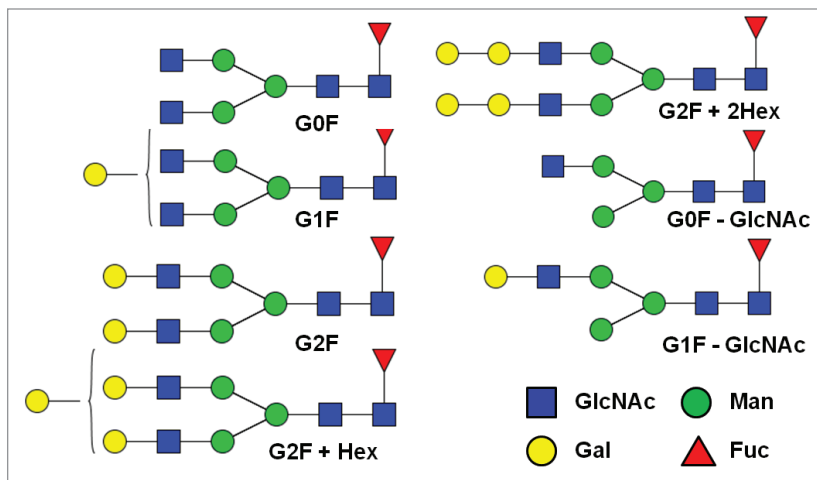 G0F
G1F
G2F
G2F + Hex
G2F + 2Hex
G0F - GlcNAc
G1F - GlcNAc
GlcNAc
Man
Gal
Fuc